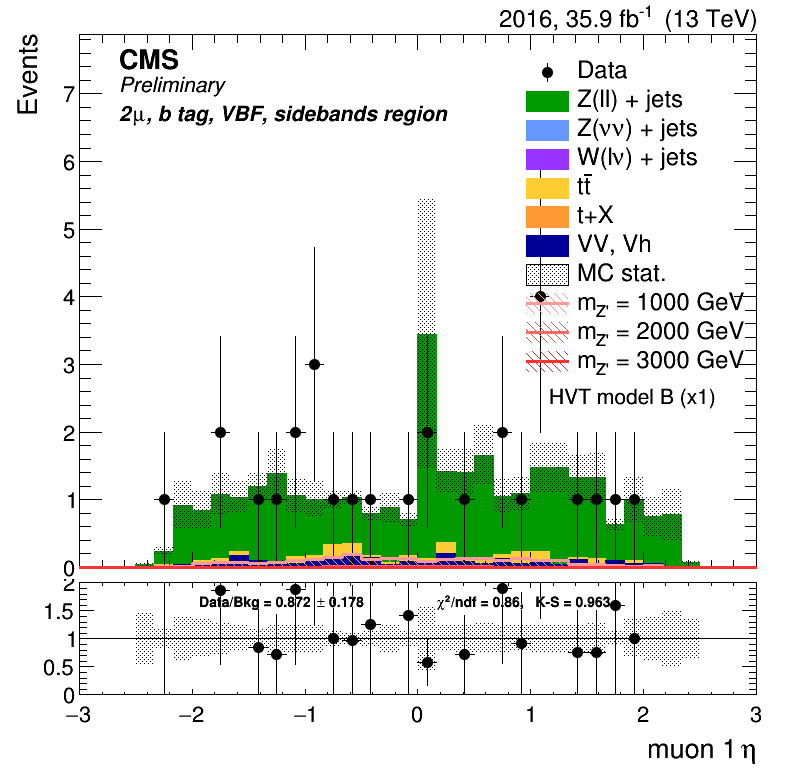 2016, 35.9 fb⁻¹ (13 TeV)
Events
CMS
Preliminary
2μ, b tag, VBF, sidebands region
Data
Z(ll) + jets
Z(νν) + jets
W(lν) + jets
tt̄
t+X
VV, Vh
MC stat.
m_Z' = 1000 GeV
m_Z' = 2000 GeV
m_Z' = 3000 GeV
HVT model B (x1)
7
6
5
4
3
2
1
0
Data/Bkg = 0.872 ± 0.178
χ²/ndf = 0.86, K-S = 0.963
2
1.5
1
0.5
0
−3 −2 −1 0 1 2 3
muon 1 η